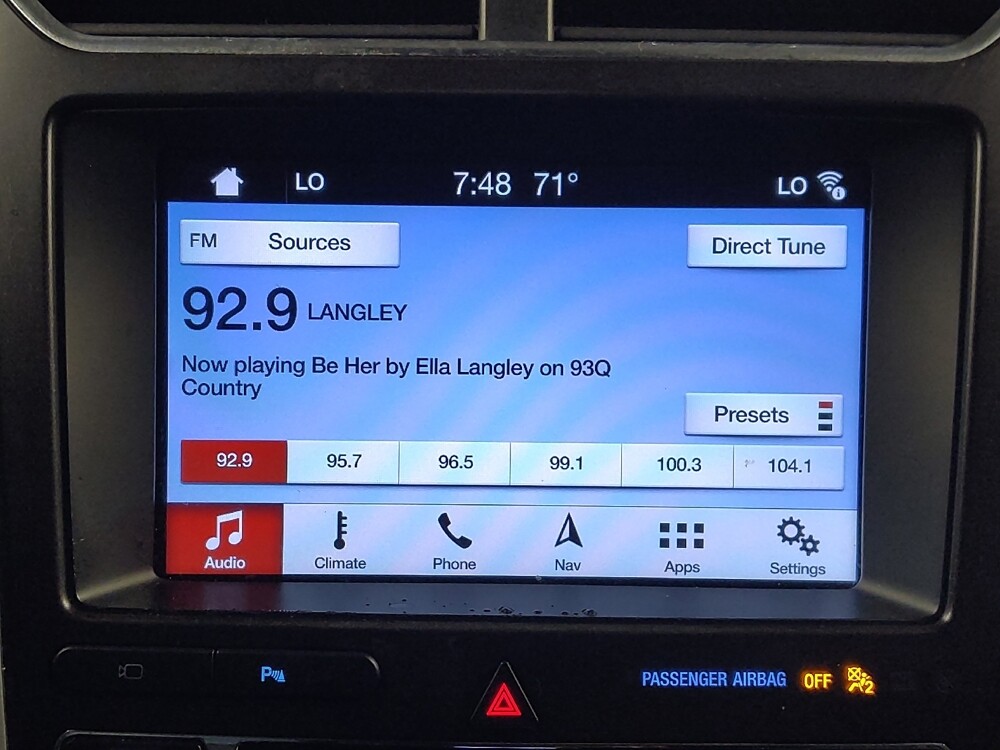 LO 7:48 71° LO
FM Sources Direct Tune
92.9 LANGLEY
Now playing Be Her by Ella Langley on 93Q
Country
Presets
92.9 95.7 96.5 99.1 100.3 104.1
Audio Climate Phone Nav Apps Settings
P PASSENGER AIRBAG OFF 2